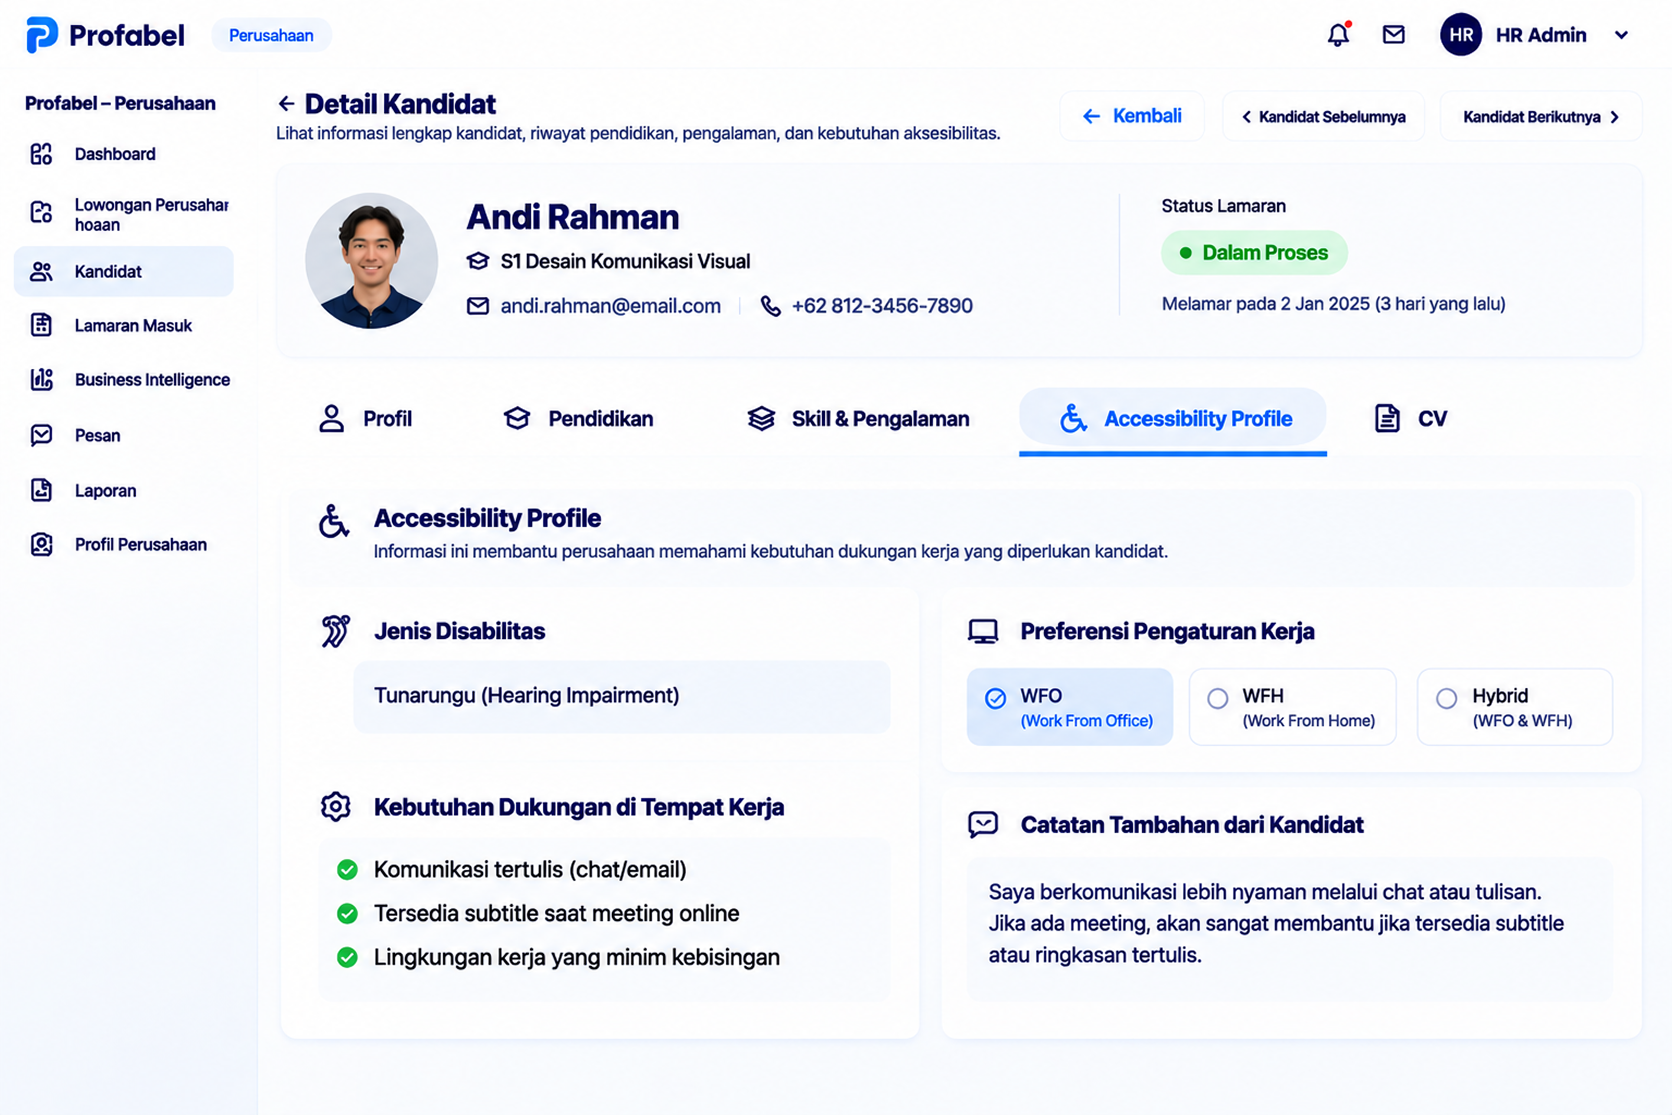 Profabel
Perusahaan
HR
HR Admin
Profabel – Perusahaan
Dashboard
Lowongan Perusahar
hoaan
Kandidat
Lamaran Masuk
Business Intelligence
Pesan
Laporan
Profil Perusahaan
← Detail Kandidat
Lihat informasi lengkap kandidat, riwayat pendidikan, pengalaman, dan kebutuhan aksesibilitas.
← Kembali
Kandidat Sebelumnya
Kandidat Berikutnya
Andi Rahman
S1 Desain Komunikasi Visual
andi.rahman@email.com
+62 812-3456-7890
Status Lamaran
Dalam Proses
Melamar pada 2 Jan 2025 (3 hari yang lalu)
Profil
Pendidikan
Skill & Pengalaman
Accessibility Profile
CV
Accessibility Profile
Informasi ini membantu perusahaan memahami kebutuhan dukungan kerja yang diperlukan kandidat.
Jenis Disabilitas
Tunarungu (Hearing Impairment)
Kebutuhan Dukungan di Tempat Kerja
Komunikasi tertulis (chat/email)
Tersedia subtitle saat meeting online
Lingkungan kerja yang minim kebisingan
Preferensi Pengaturan Kerja
WFO
(Work From Office)
WFH
(Work From Home)
Hybrid
(WFO & WFH)
Catatan Tambahan dari Kandidat
Saya berkomunikasi lebih nyaman melalui chat atau tulisan.
Jika ada meeting, akan sangat membantu jika tersedia subtitle
atau ringkasan tertulis.